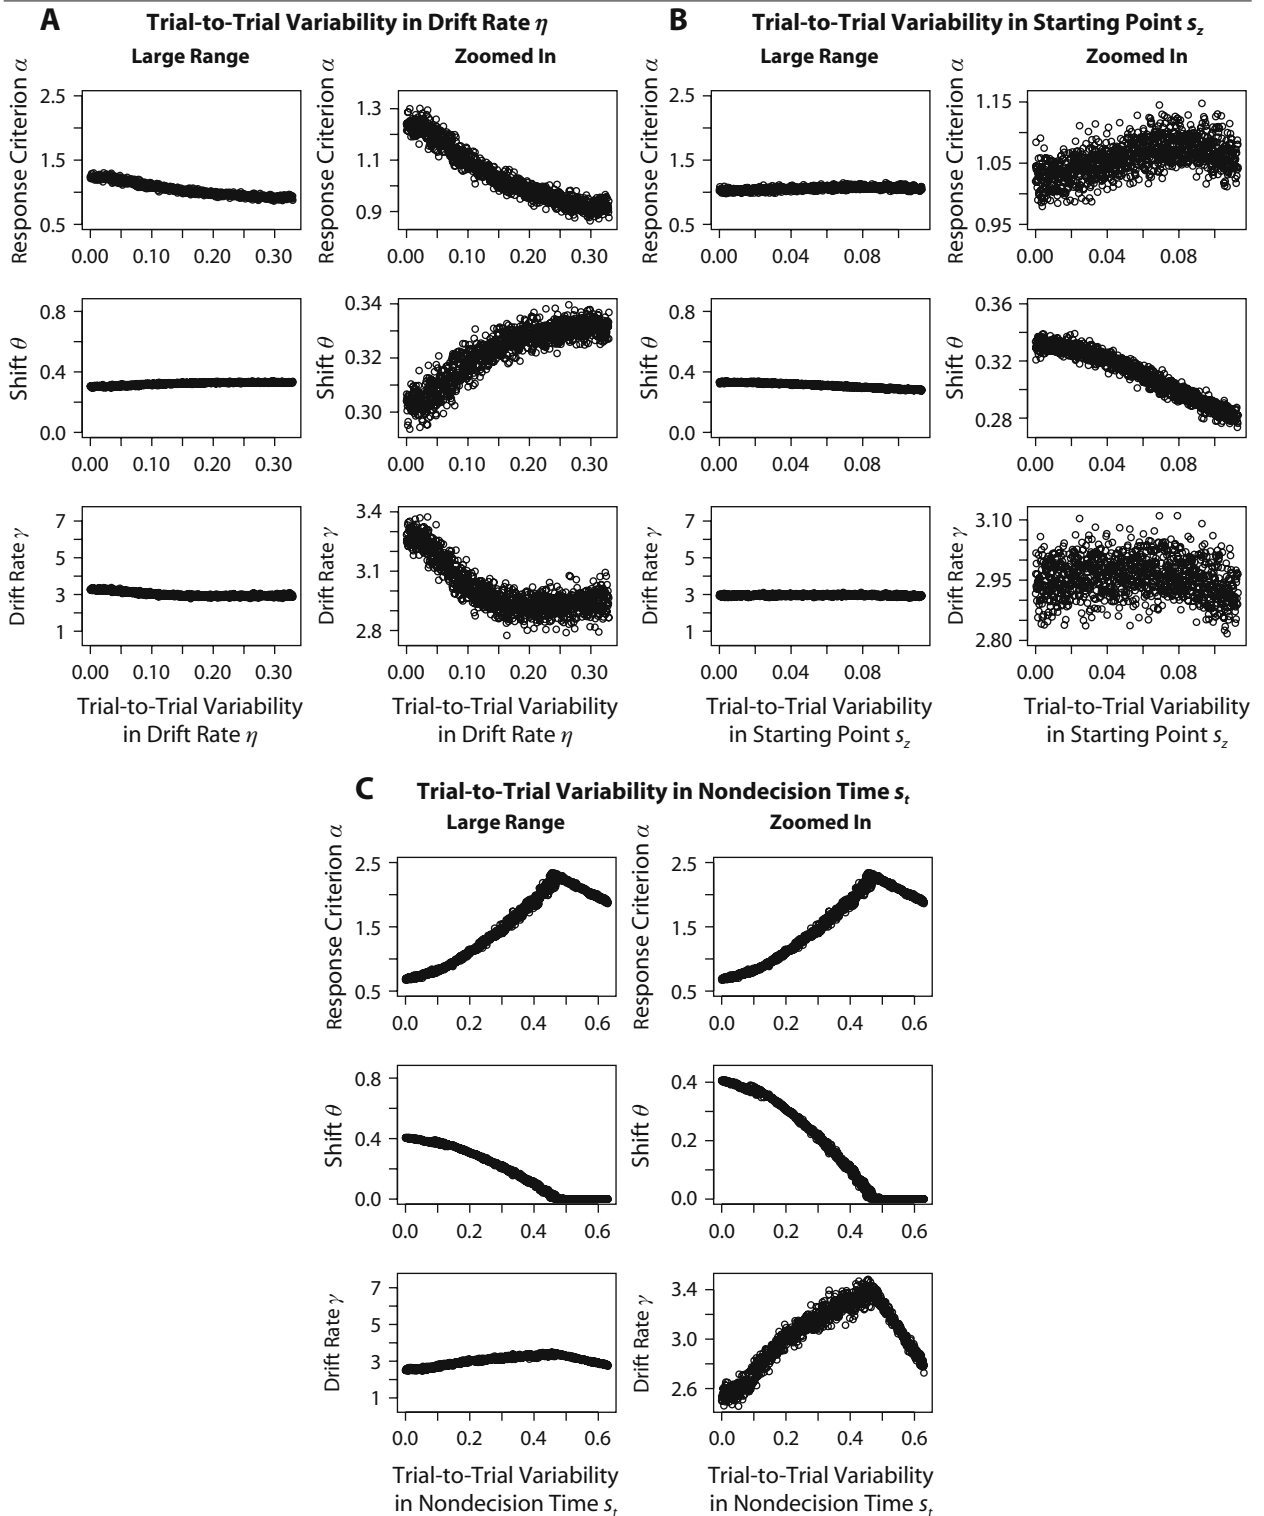 A Trial-to-Trial Variability in Drift Rate η
Large Range
Zoomed In
Response Criterion α
2.5
1.5
0.5
0.00 0.10 0.20 0.30
Response Criterion α
1.3
1.1
0.9
0.00 0.10 0.20 0.30
Shift θ
0.8
0.4
0.0
0.00 0.10 0.20 0.30
Shift θ
0.34
0.32
0.30
0.00 0.10 0.20 0.30
Drift Rate γ
7
5
3
1
0.00 0.10 0.20 0.30
Trial-to-Trial Variability
in Drift Rate η
Drift Rate γ
3.4
3.1
2.8
0.00 0.10 0.20 0.30
Trial-to-Trial Variability
in Drift Rate η
B Trial-to-Trial Variability in Starting Point sz
Large Range
Zoomed In
Response Criterion α
2.5
1.5
0.5
0.00 0.04 0.08
Response Criterion α
1.15
1.05
0.95
0.00 0.04 0.08
Shift θ
0.8
0.4
0.0
0.00 0.04 0.08
Shift θ
0.36
0.32
0.28
0.00 0.04 0.08
Drift Rate γ
7
5
3
1
0.00 0.04 0.08
Trial-to-Trial Variability
in Starting Point sz
Drift Rate γ
3.10
2.95
2.80
0.00 0.04 0.08
Trial-to-Trial Variability
in Starting Point sz
C Trial-to-Trial Variability in Nondecision Time st
Large Range
Zoomed In
Response Criterion α
2.5
1.5
0.5
0.0 0.2 0.4 0.6
Response Criterion α
2.5
1.5
0.5
0.0 0.2 0.4 0.6
Shift θ
0.8
0.4
0.0
0.0 0.2 0.4 0.6
Shift θ
0.4
0.2
0.0
0.0 0.2 0.4 0.6
Drift Rate γ
7
5
3
1
0.0 0.2 0.4 0.6
Trial-to-Trial Variability
in Nondecision Time st
Drift Rate γ
3.4
3.0
2.6
0.0 0.2 0.4 0.6
Trial-to-Trial Variability
in Nondecision Time st